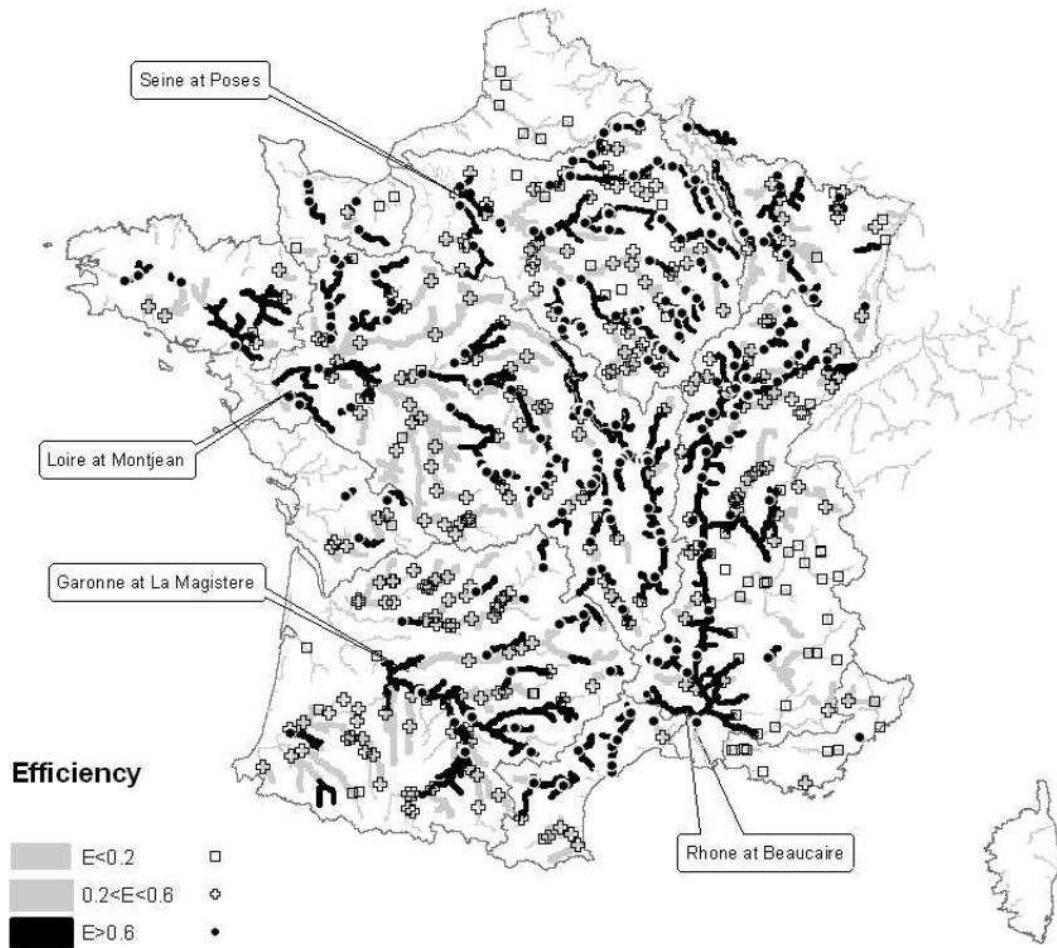 Seine at Poses
Loire at Montjean
Garonne at La Magistere
Rhone at Beaucaire
Efficiency
E<0.2
0.2<E<0.6
E>0.6